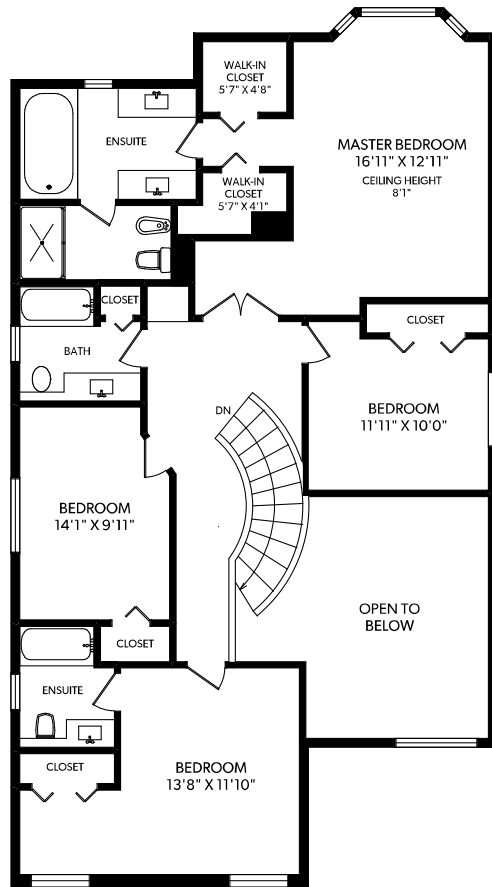 WALK-IN
CLOSET
5'7" X 4'8"
ENSUITE
MASTER BEDROOM
16'11" X 12'11"
CEILING HEIGHT
8'1"
WALK-IN
CLOSET
5'7" X 4'1"
CLOSET
CLOSET
BATH
DN
BEDROOM
11'11" X 10'0"
BEDROOM
14'1" X 9'11"
OPEN TO
BELOW
CLOSET
ENSUITE
CLOSET
BEDROOM
13'8" X 11'10"